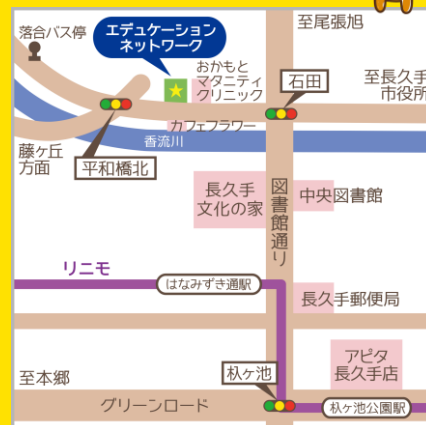 至尾張旭
落合バス停
エデュケーション
ネットワーク
おかもと
マタニティ
クリニック
石田
至長久手
市役所
カフェフラワー
香流川
藤ヶ丘
方面
平和橋北
長久手
文化の家
図書館通り
中央図書館
リニモ
はなみずき通駅
長久手郵便局
アピタ
長久手店
至本郷
杁ヶ池
グリーンロード
杁ヶ池公園駅